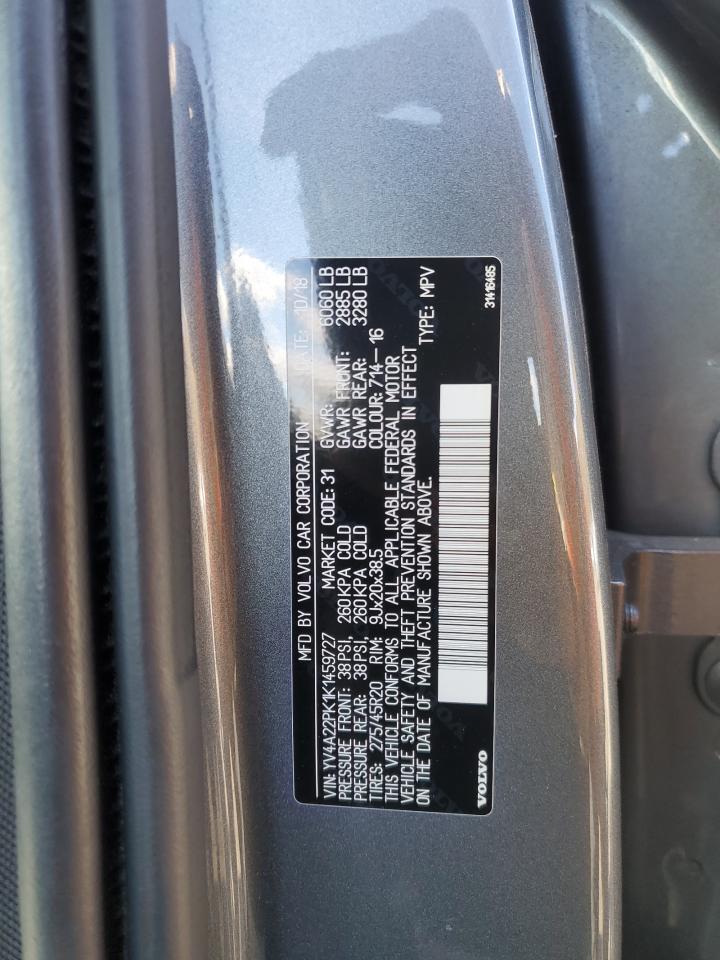 MFD BY VOLVO CAR CORPORATION DATE: 10/18
VIN: YV4A22PK1K1459727 MARKET CODE: 31 GVWR: 6060 LB
PRESSURE FRONT: 38PSI, 260KPA COLD GAWR FRONT: 2885 LB
PRESSURE REAR: 38PSI, 260KPA COLD GAWR REAR: 3280 LB
TIRES: 275/45R20 RIM: 9Jx20x38.5 COLOUR: 714-16
THIS VEHICLE CONFORMS TO ALL APPLICABLE FEDERAL MOTOR
VEHICLE SAFETY AND THEFT PREVENTION STANDARDS IN EFFECT
ON THE DATE OF MANUFACTURE SHOWN ABOVE. TYPE: MPV
VOLVO 31416485